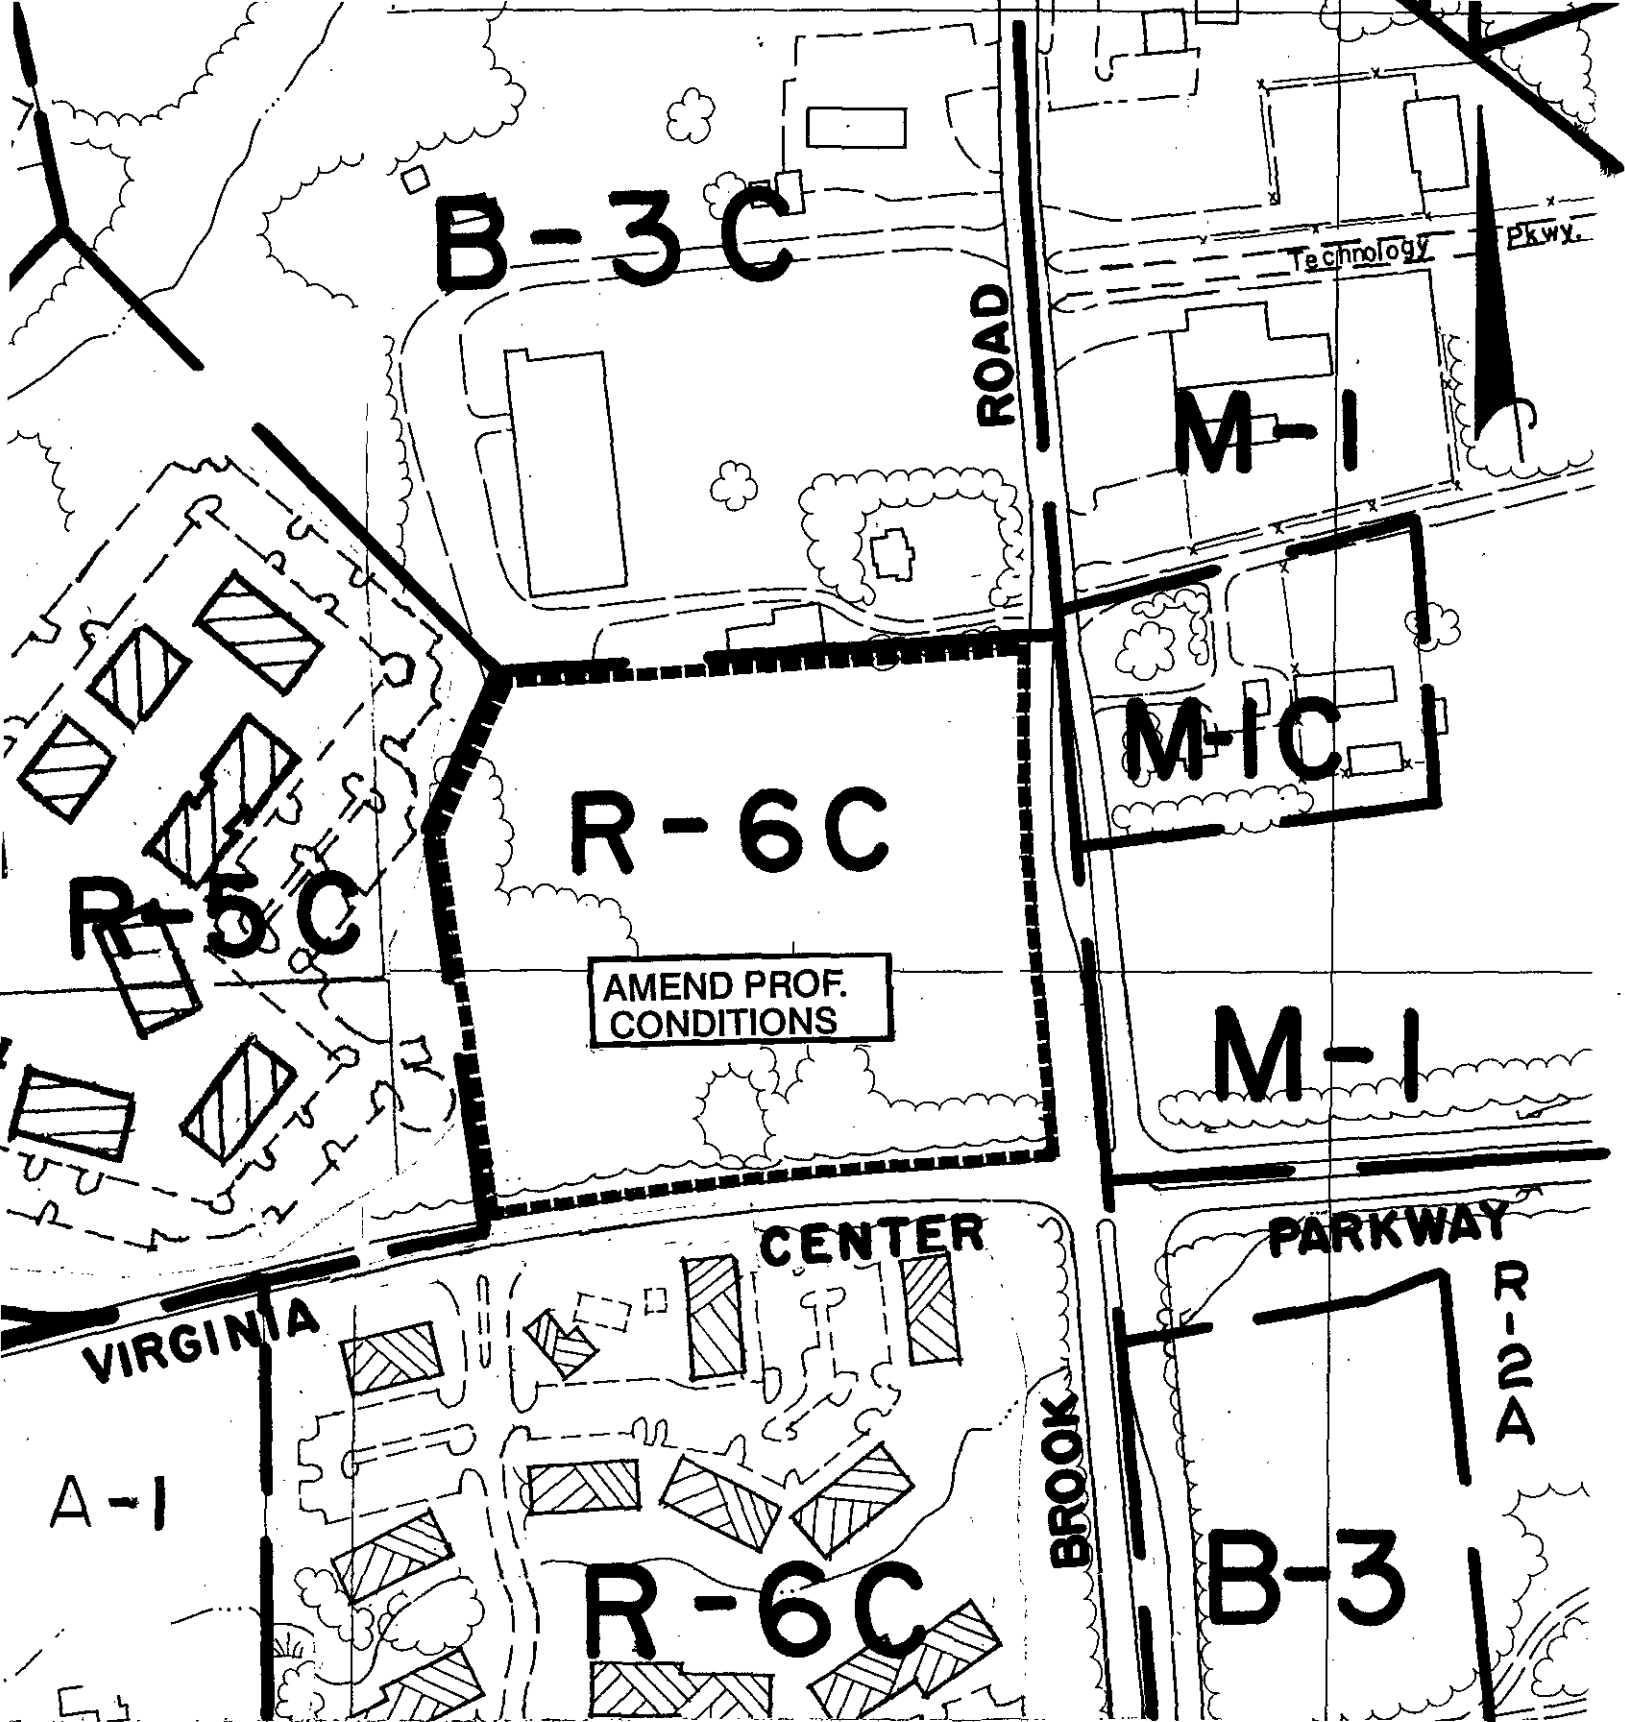 B-3C
Technology Pkwy.
ROAD
M-1
M-1C
R-6C
R-5C
AMEND PROF.
CONDITIONS
M-1
CENTER
PARKWAY
VIRGINIA
R-2A
BROOK
A-1
B-3
R-6C